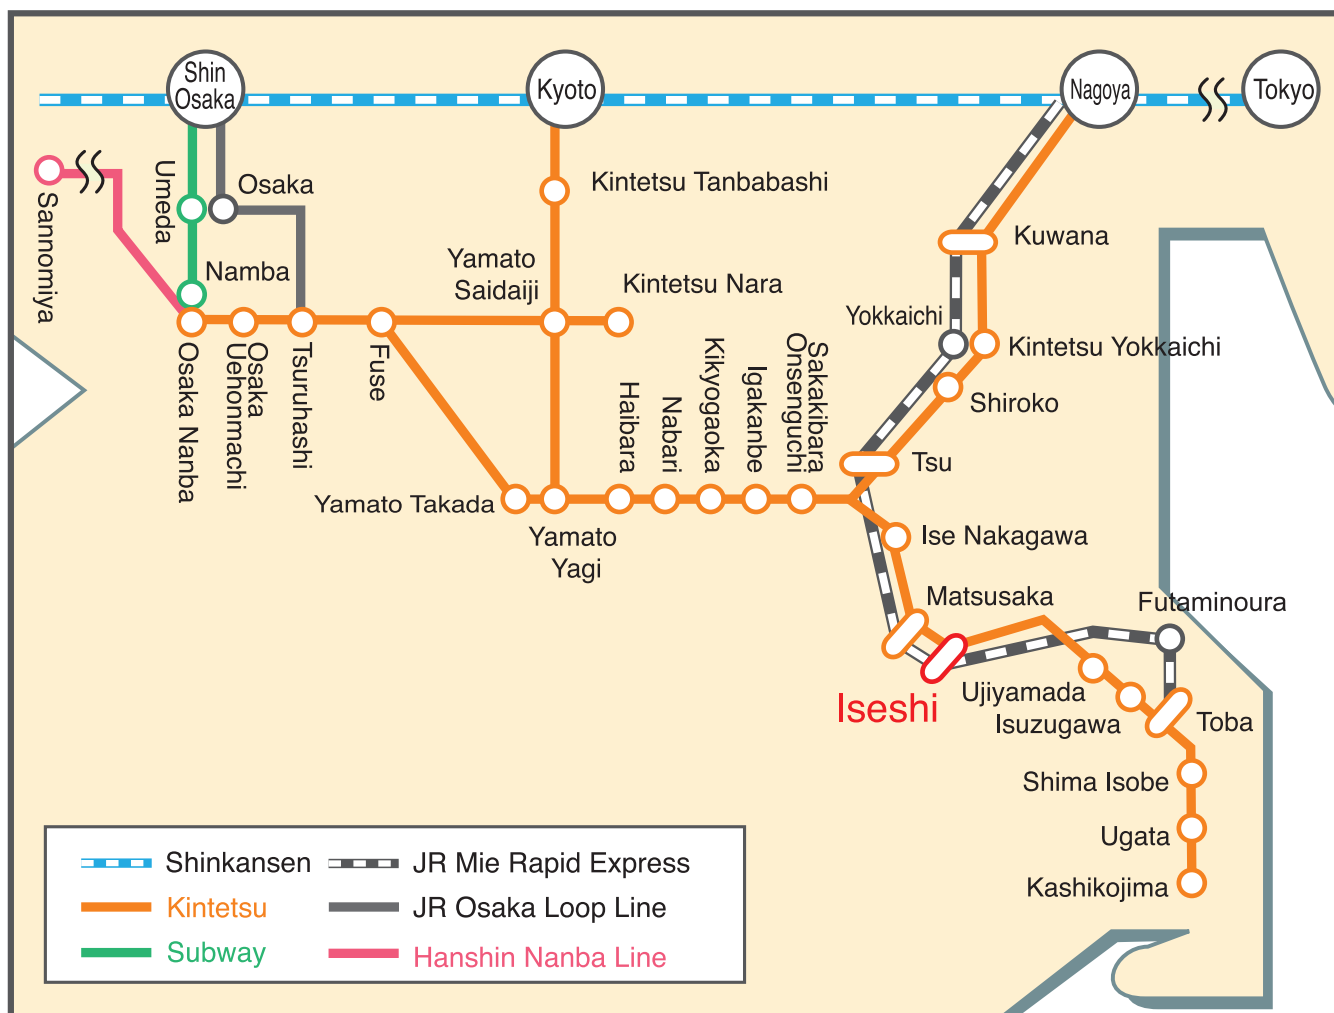 Shin
Osaka
Kyoto
Nagoya
Tokyo
Sannomiya
Umeda
Osaka
Namba
Kintetsu Tanbabashi
Yamato
Saidaiji
Kintetsu Nara
Kuwana
Yokkaichi
Kintetsu Yokkaichi
Shiroko
Tsu
Osaka Nanba
Osaka
Uehonmachi
Tsuruhashi
Fuse
Yamato Takada
Yamato
Yagi
Haibara
Nabari
Kikyogaoka
Igakanbe
Sakakibara
Onsenguchi
Ise Nakagawa
Matsusaka
Futaminoura
Iseshi
Ujiyamada
Isuzugawa
Toba
Shima Isobe
Ugata
Kashikojima
Shinkansen
JR Mie Rapid Express
Kintetsu
JR Osaka Loop Line
Subway
Hanshin Nanba Line